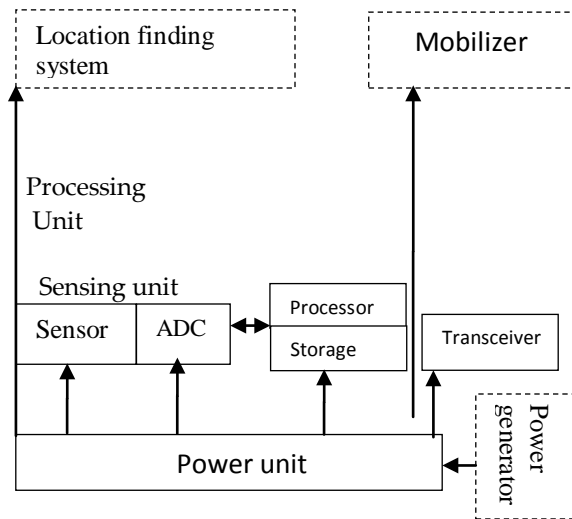 Location finding
system
Mobilizer
Processing
Unit
Sensing unit
Sensor
ADC
Processor
Storage
Transceiver
Power unit
Power
generator